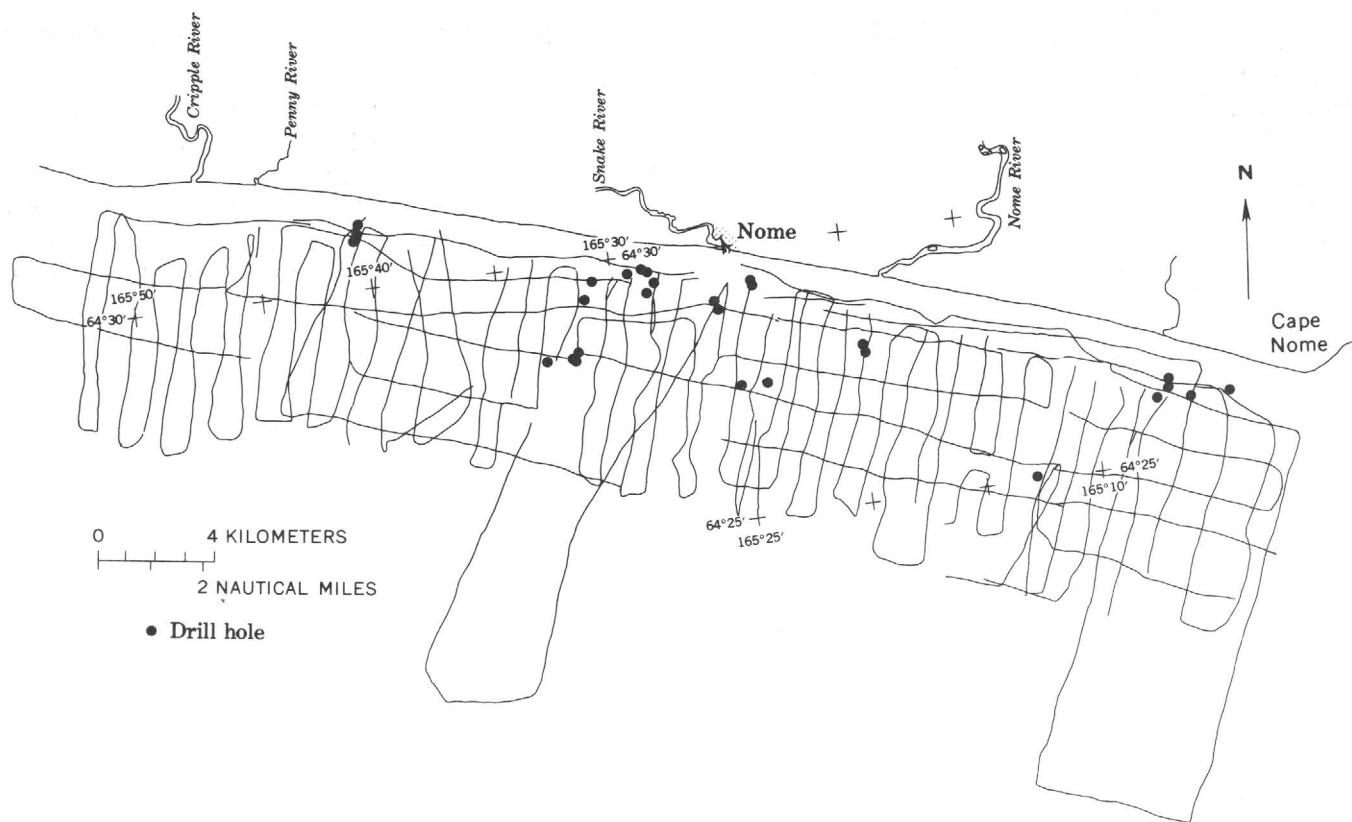 Cripple River
Penny River
Snake River
Nome River
N
Nome
165°30'
64°30'
165°40'
165°50'
64°30'
Cape
Nome
64°25'
165°10'
64°25'
165°25'
0 4 KILOMETERS
2 NAUTICAL MILES
Drill hole